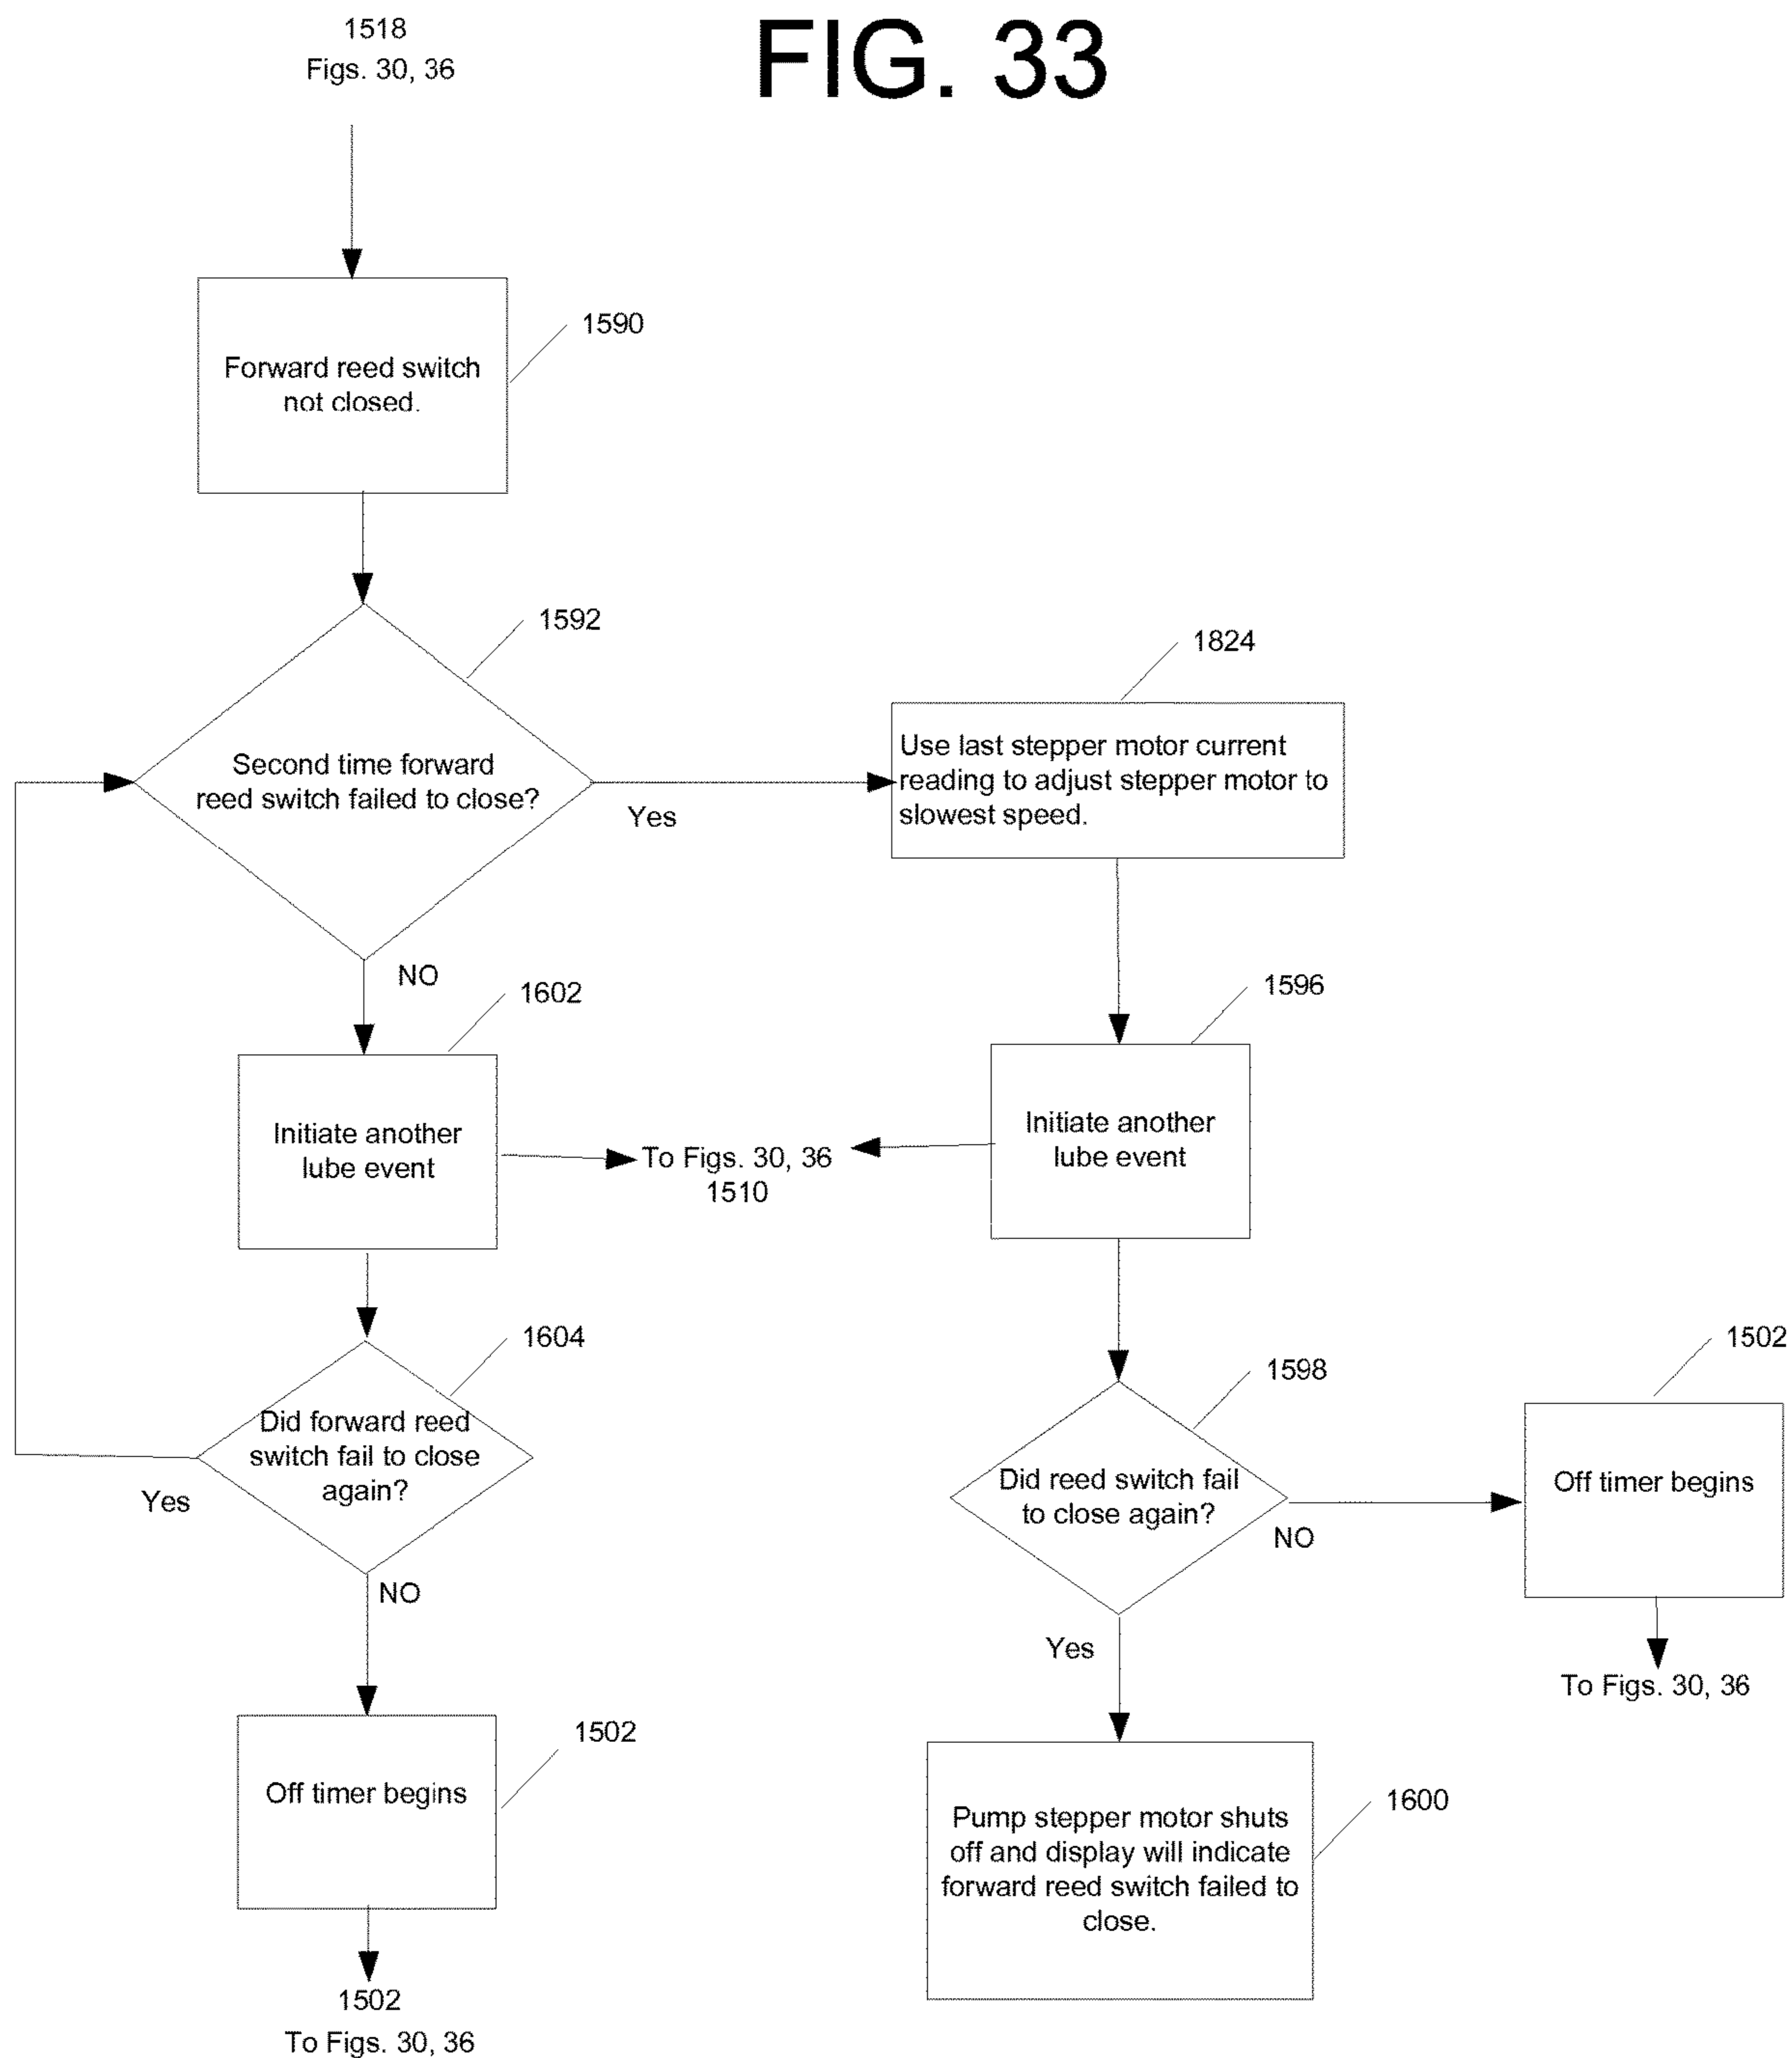 FIG. 33
1518
Figs. 30, 36
1590
Forward reed switch
not closed.
1592
Second time forward
reed switch failed to close?
Yes
NO
1824
Use last stepper motor current
reading to adjust stepper motor to
slowest speed.
1602
Initiate another
lube event
To Figs. 30, 36
1510
1596
Initiate another
lube event
1604
Did forward reed
switch fail to close
again?
Yes
NO
1598
Did reed switch fail
to close again?
NO
Yes
1502
Off timer begins
To Figs. 30, 36
1502
Off timer begins
1502
To Figs. 30, 36
1600
Pump stepper motor shuts
off and display will indicate
forward reed switch failed to
close.